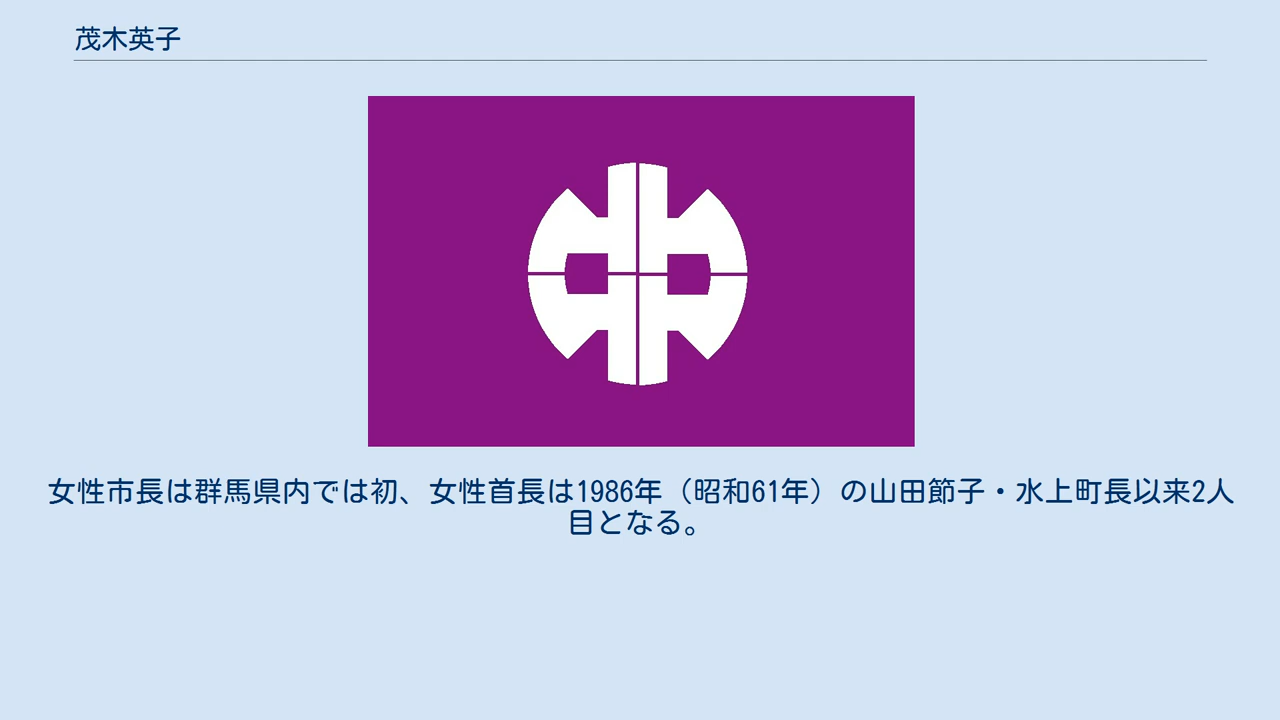 茂木英子
女性市長は群馬県内では初、女性首長は1986年（昭和61年）の山田節子・水上町長以来2人
目となる。